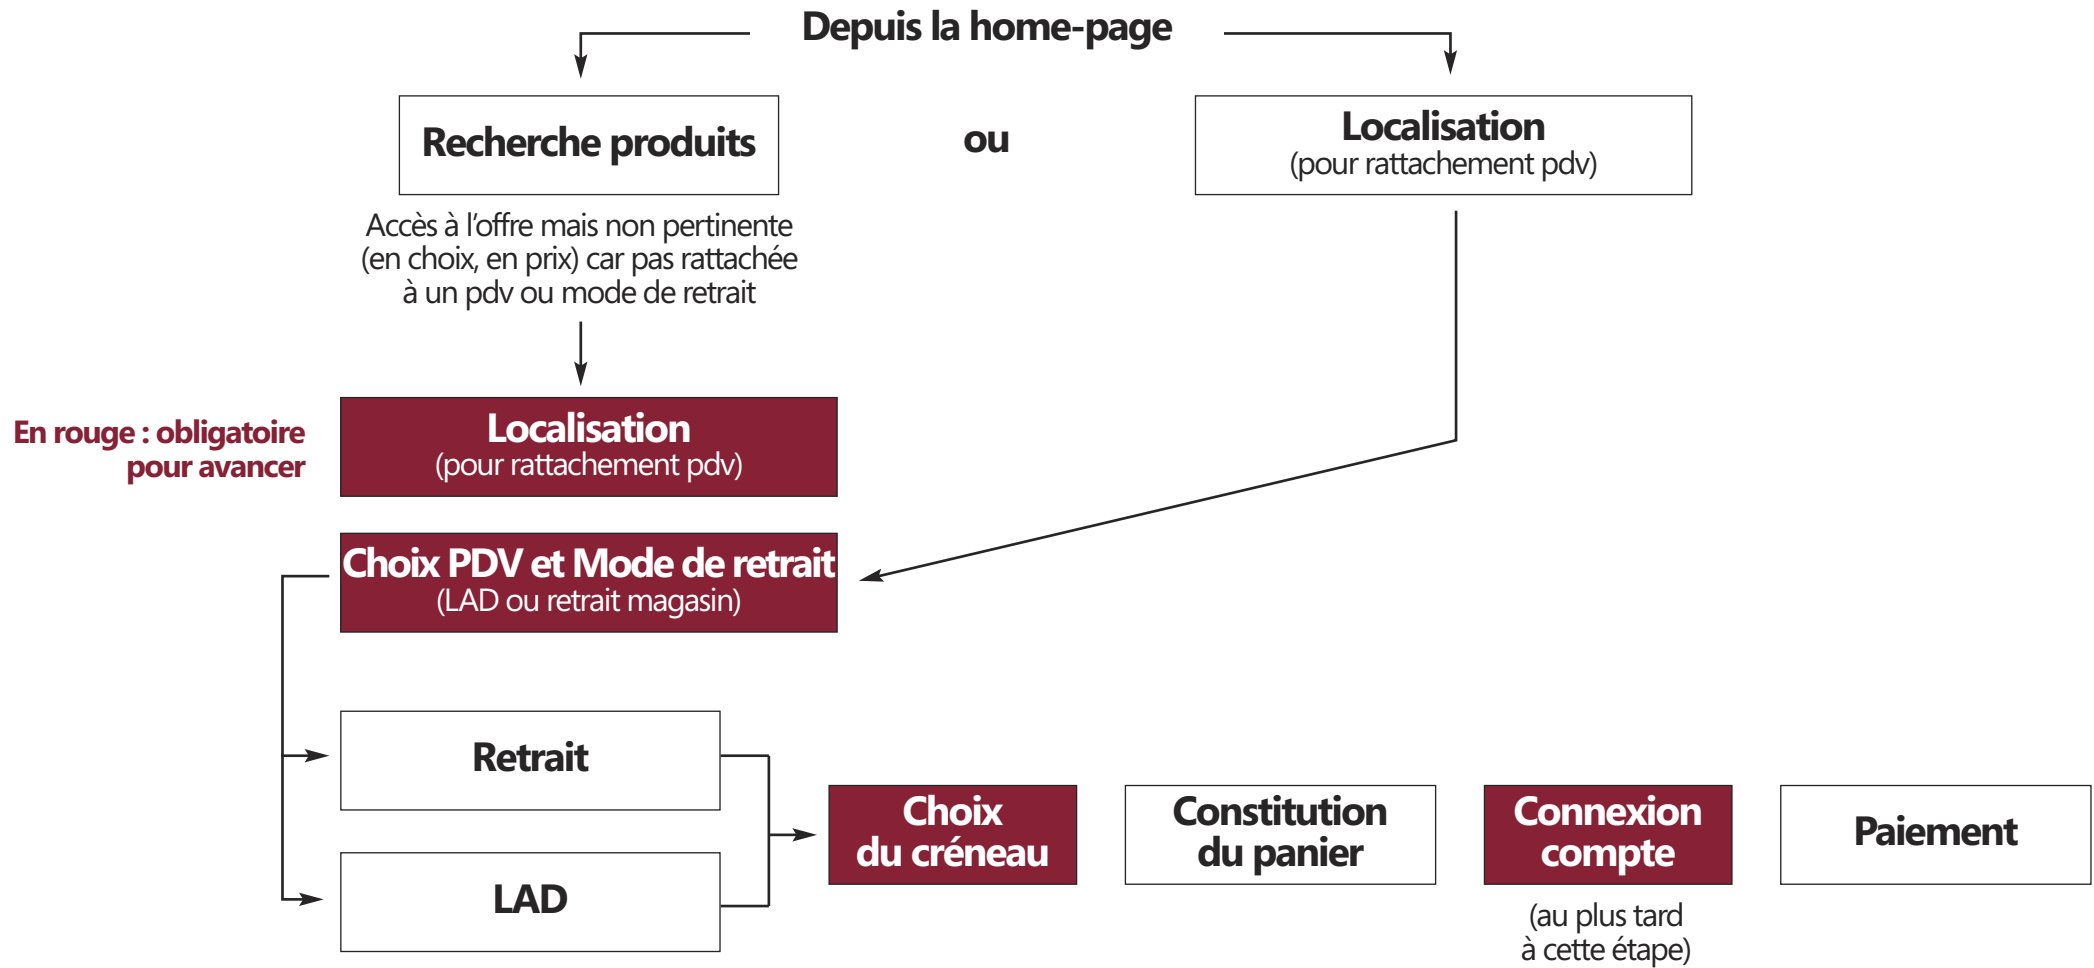 Depuis la home-page
Recherche produits
ou
Localisation
(pour rattachement pdv)
Accès à l'offre mais non pertinente
(en choix, en prix) car pas rattachée
à un pdv ou mode de retrait
En rouge : obligatoire
pour avancer
Localisation
(pour rattachement pdv)
Choix PDV et Mode de retrait
(LAD ou retrait magasin)
Retrait
LAD
Choix
du créneau
Constitution
du panier
Connexion
compte
(au plus tard
à cette étape)
Paiement